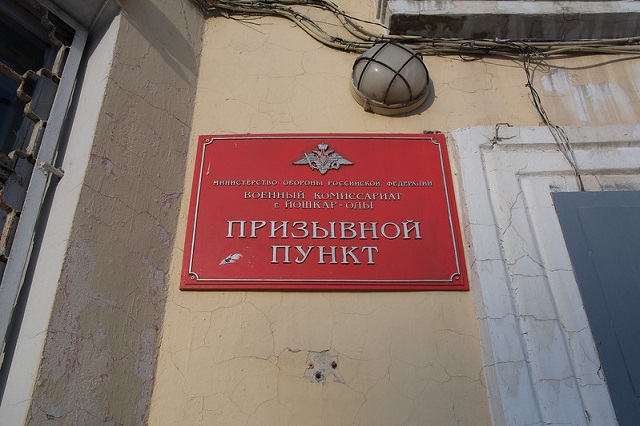 МИНИСТЕРСТВО ОБОРОНЫ РОССИЙСКОЙ ФЕДЕРАЦИИ
ВОЕННЫЙ КОМИССАРИАТ
г. ЙОШКАР-ОЛЫ
ПРИЗЫВНОЙ
ПУНКТ